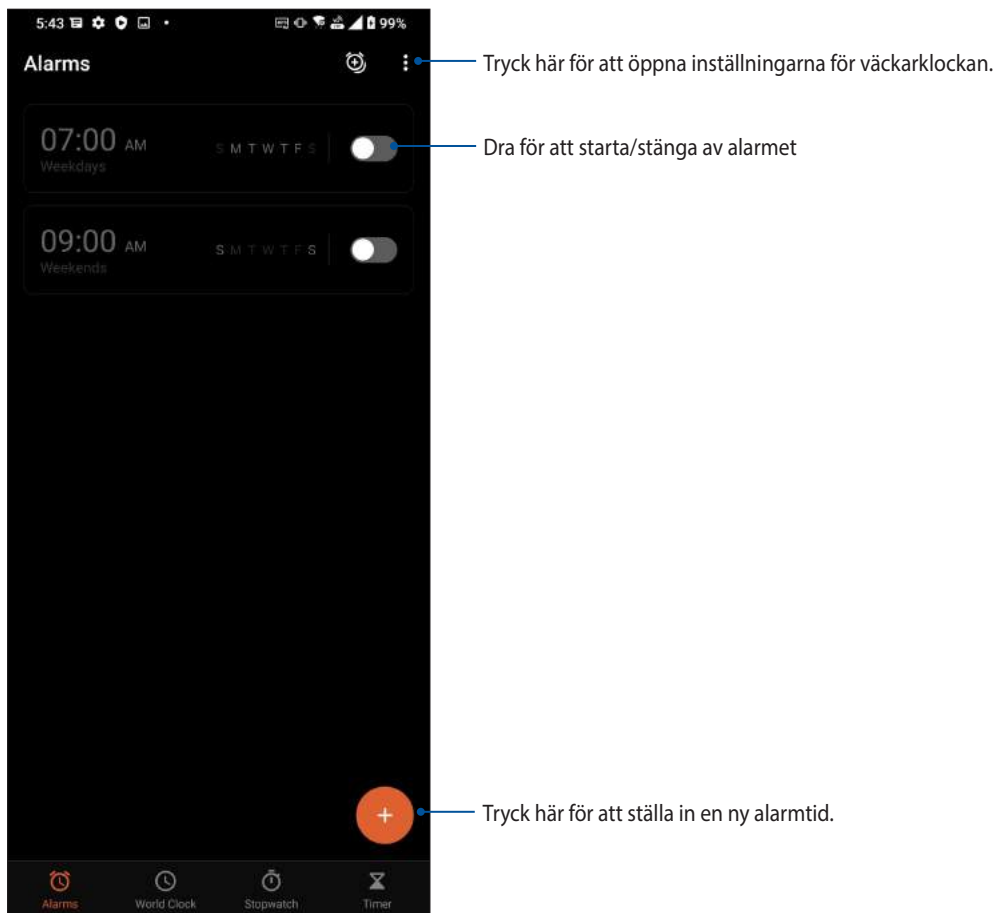 5:43 99%
Alarms
Tryck här för att öppna inställningarna för väckarklockan.
07:00 AM S M T W T F S
Weekdays
Dra för att starta/stänga av alarmet
09:00 AM S M T W T F S
Weekends
Tryck här för att ställa in en ny alarmtid.
Alarms World Clock Stopwatch Timer